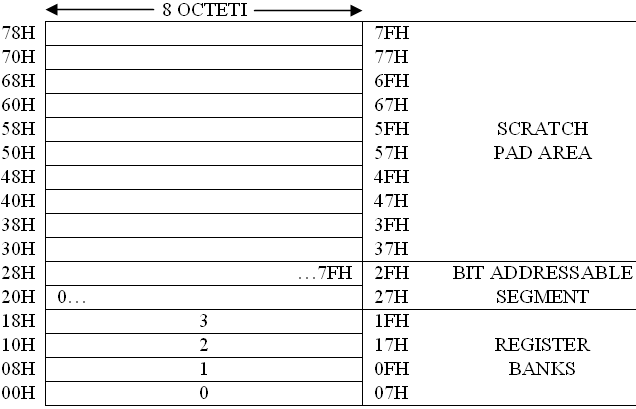 8 OCTETI
78H 7FH
70H 77H
68H 6FH
60H 67H
58H 5FH SCRATCH
50H 57H PAD AREA
48H 4FH
40H 47H
38H 3FH
30H 37H
28H …7FH 2FH BIT ADDRESSABLE
20H 0… 27H SEGMENT
18H 3 1FH
10H 2 17H REGISTER
08H 1 0FH BANKS
00H 0 07H